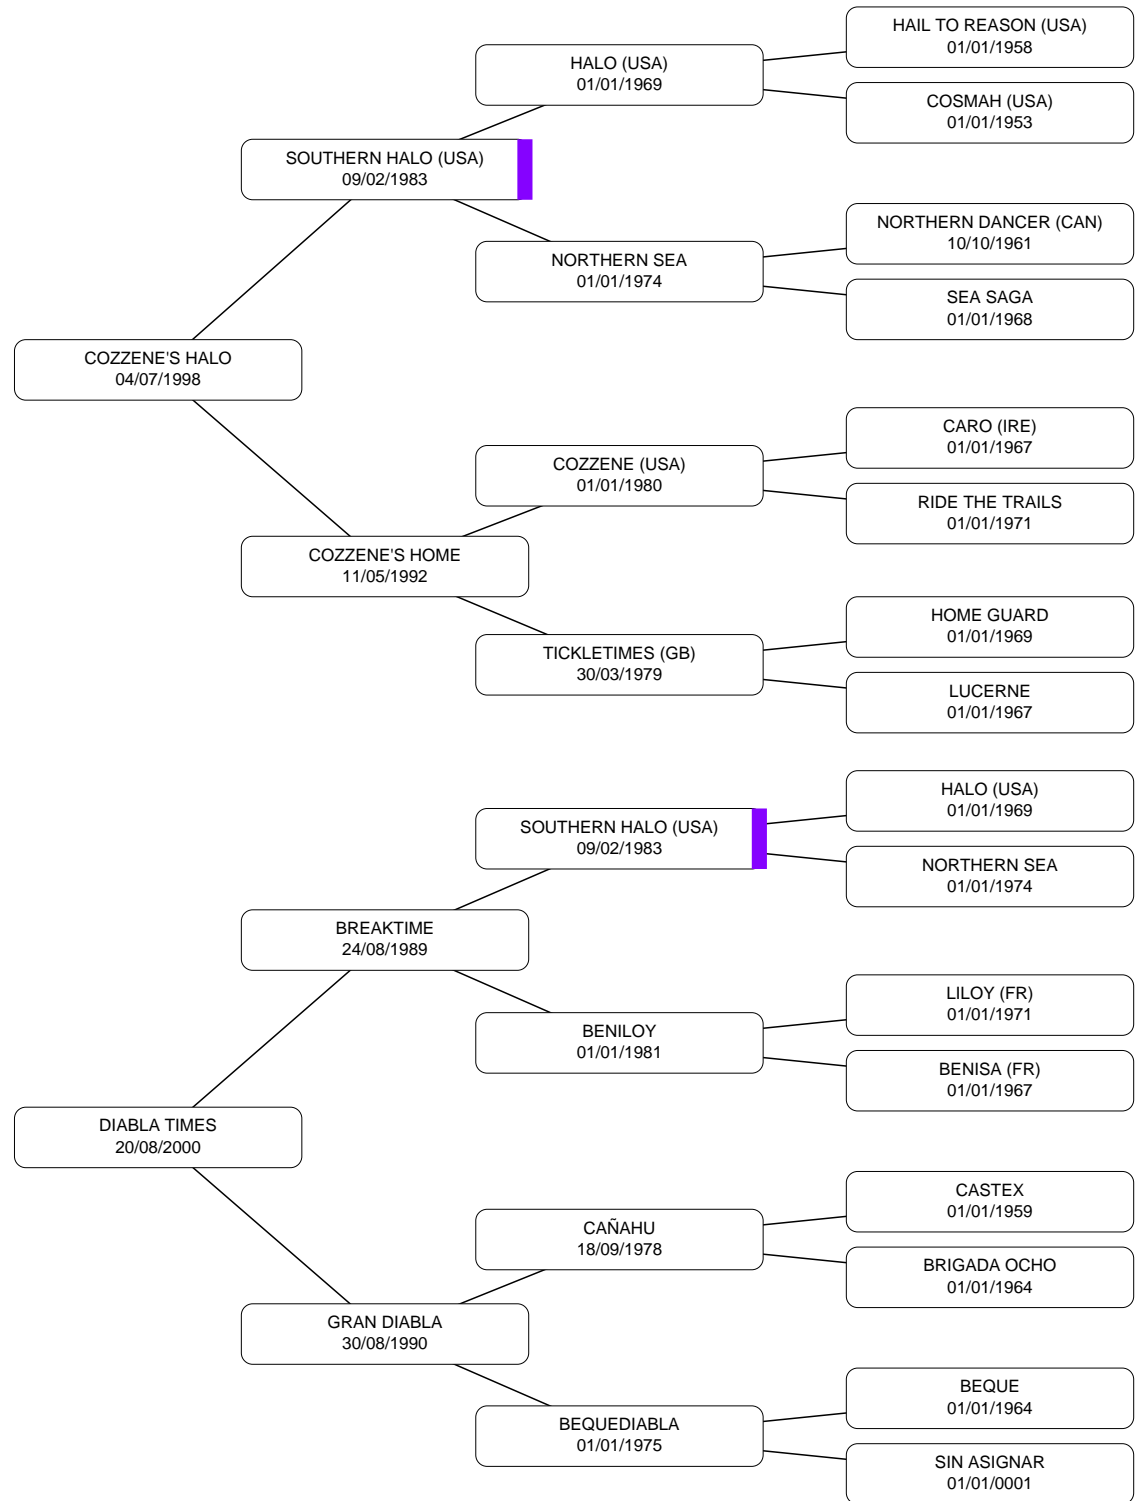 HAIL TO REASON (USA)
01/01/1958
HALO (USA)
01/01/1969
COSMAH (USA)
01/01/1953
SOUTHERN HALO (USA)
09/02/1983
NORTHERN DANCER (CAN)
10/10/1961
NORTHERN SEA
01/01/1974
SEA SAGA
01/01/1968
COZZENE'S HALO
04/07/1998
CARO (IRE)
01/01/1967
COZZENE (USA)
01/01/1980
RIDE THE TRAILS
01/01/1971
COZZENE'S HOME
11/05/1992
HOME GUARD
01/01/1969
TICKLETIMES (GB)
30/03/1979
LUCERNE
01/01/1967
HALO (USA)
01/01/1969
SOUTHERN HALO (USA)
09/02/1983
NORTHERN SEA
01/01/1974
BREAKTIME
24/08/1989
LILOY (FR)
01/01/1971
BENILOY
01/01/1981
BENISA (FR)
01/01/1967
DIABLA TIMES
20/08/2000
CASTEX
01/01/1959
CAÑAHU
18/09/1978
BRIGADA OCHO
01/01/1964
GRAN DIABLA
30/08/1990
BEQUE
01/01/1964
BEQUEDIABLA
01/01/1975
SIN ASIGNAR
01/01/0001